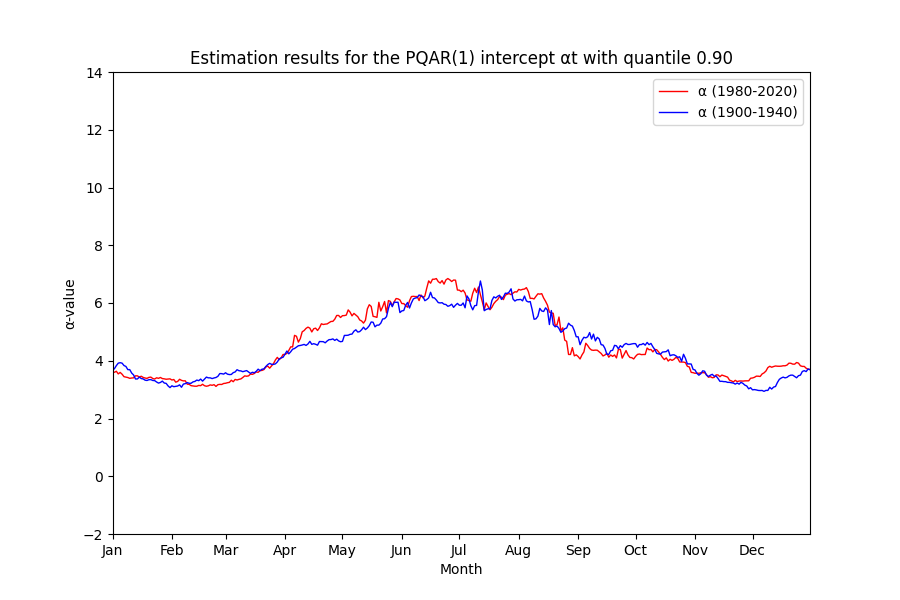 Estimation results for the PQAR(1) intercept αt with quantile 0.90
α (1980-2020)
α (1900-1940)
14
12
10
8
6
4
2
0
−2
α-value
Jan Feb Mar Apr May Jun Jul Aug Sep Oct Nov Dec
Month